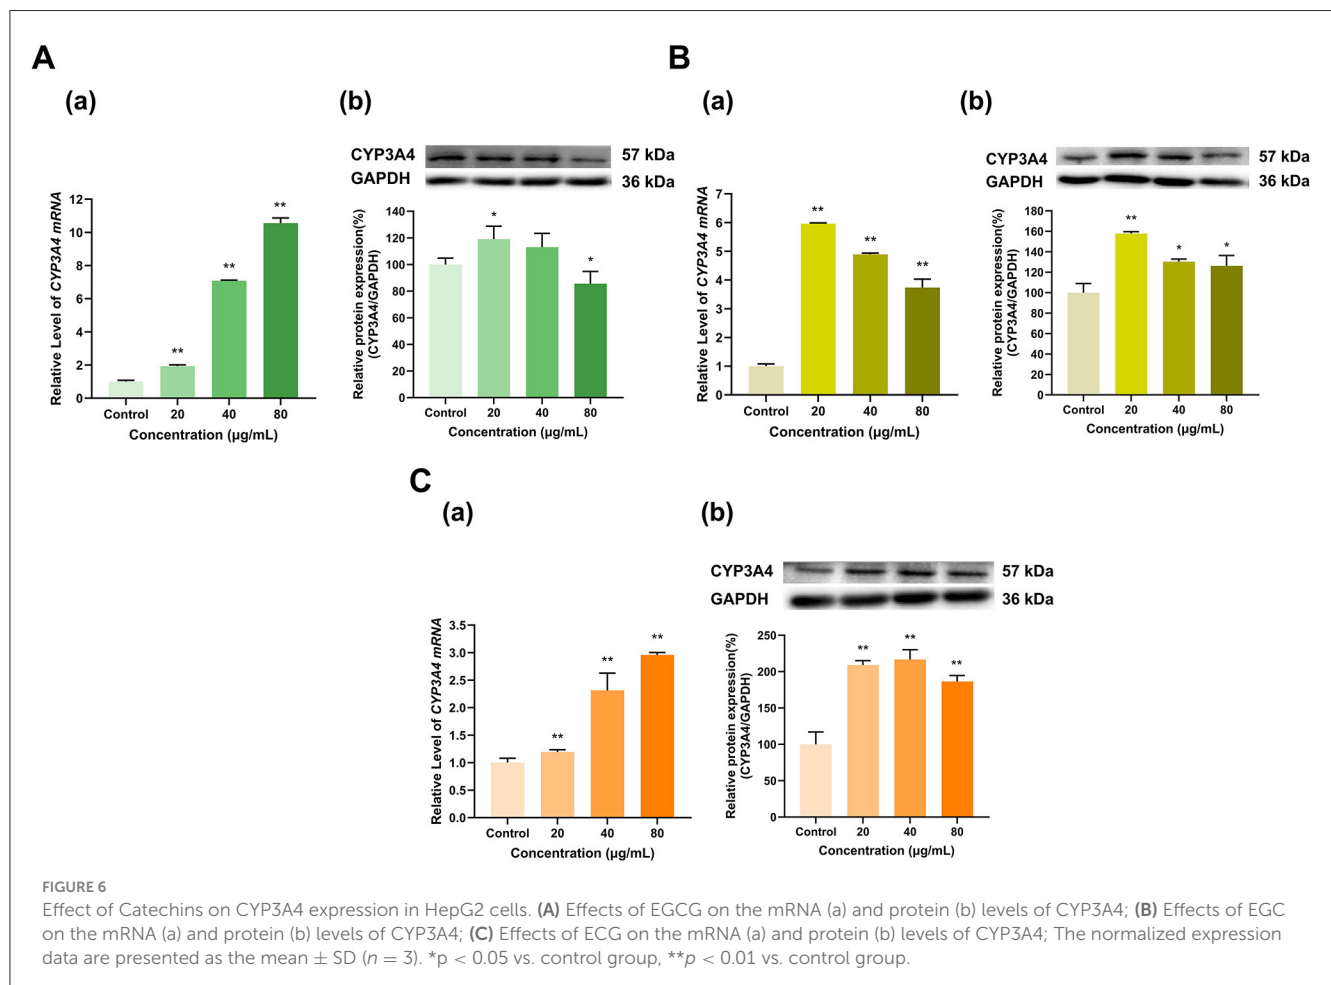 A
(a)
Relative Level of CYP3A4 mRNA
12
10
8
6
4
2
0
**
**
**
Control 20 40 80
Concentration (µg/mL)
(b)
CYP3A4 57 kDa
GAPDH 36 kDa
Relative protein expression(%)
(CYP3A4/GAPDH)
140
120
100
80
60
40
20
0
*
*
Control 20 40 80
Concentration (µg/mL)
B
(a)
Relative Level of CYP3A4 mRNA
7
6
5
4
3
2
1
0
**
**
**
Control 20 40 80
Concentration (µg/mL)
(b)
CYP3A4 57 kDa
GAPDH 36 kDa
Relative protein expression(%)
(CYP3A4/GAPDH)
180
160
140
120
100
80
60
40
20
0
**
*
*
Control 20 40 80
Concentration (µg/mL)
C
(a)
Relative Level of CYP3A4 mRNA
3.5
3.0
2.5
2.0
1.5
1.0
0.5
0.0
**
**
**
Control 20 40 80
Concentration (µg/mL)
(b)
CYP3A4 57 kDa
GAPDH 36 kDa
Relative protein expression(%)
(CYP3A4/GAPDH)
250
200
150
100
50
0
**
**
**
Control 20 40 80
Concentration (µg/mL)
FIGURE 6
Effect of Catechins on CYP3A4 expression in HepG2 cells. (A) Effects of EGCG on the mRNA (a) and protein (b) levels of CYP3A4; (B) Effects of EGC
on the mRNA (a) and protein (b) levels of CYP3A4; (C) Effects of ECG on the mRNA (a) and protein (b) levels of CYP3A4; The normalized expression
data are presented as the mean ± SD (n = 3). *p < 0.05 vs. control group, **p < 0.01 vs. control group.